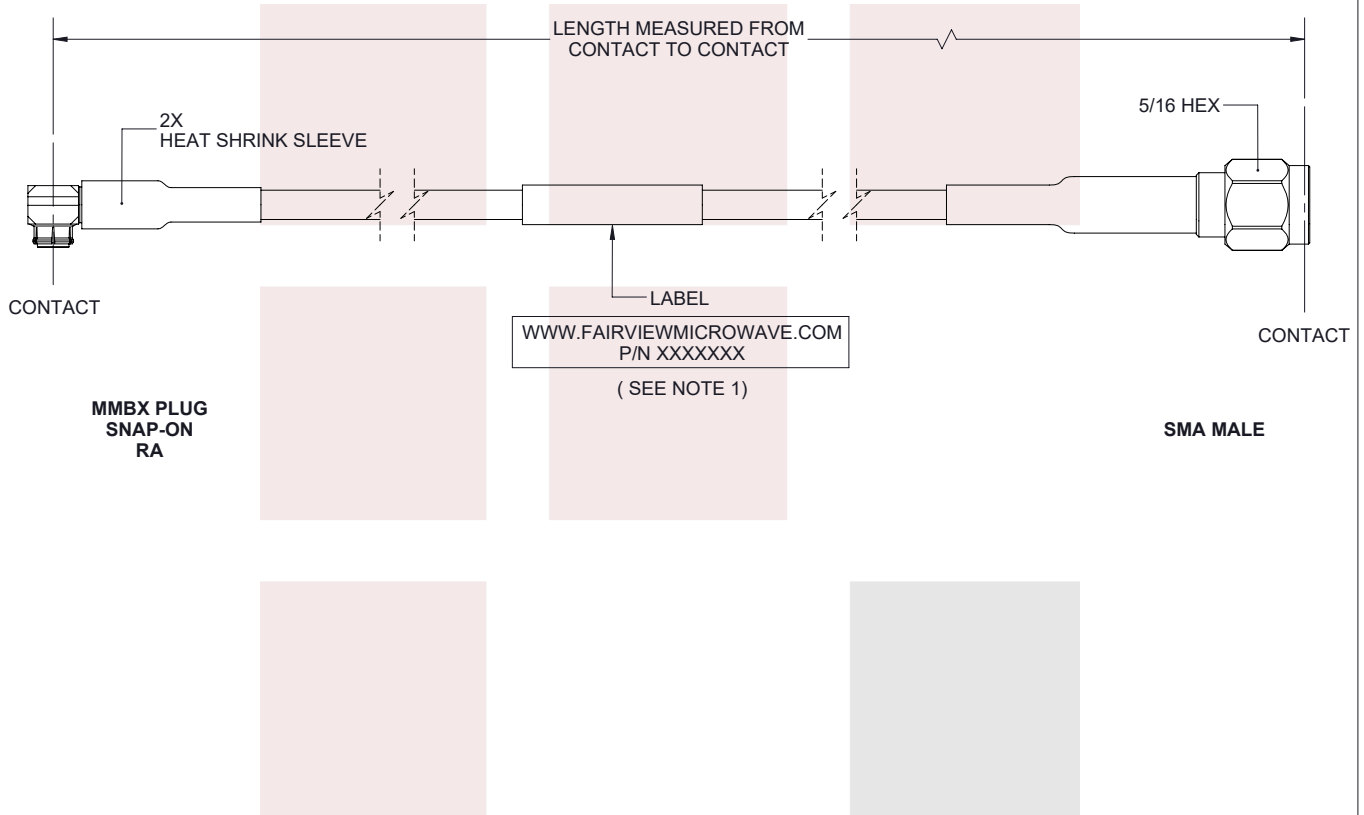 LENGTH MEASURED FROM
CONTACT TO CONTACT
5/16 HEX
2X
HEAT SHRINK SLEEVE
CONTACT
LABEL
WWW.FAIRVIEWMICROWAVE.COM
P/N XXXXXXX
( SEE NOTE 1)
CONTACT
MMBX PLUG
SNAP-ON
RA
SMA MALE